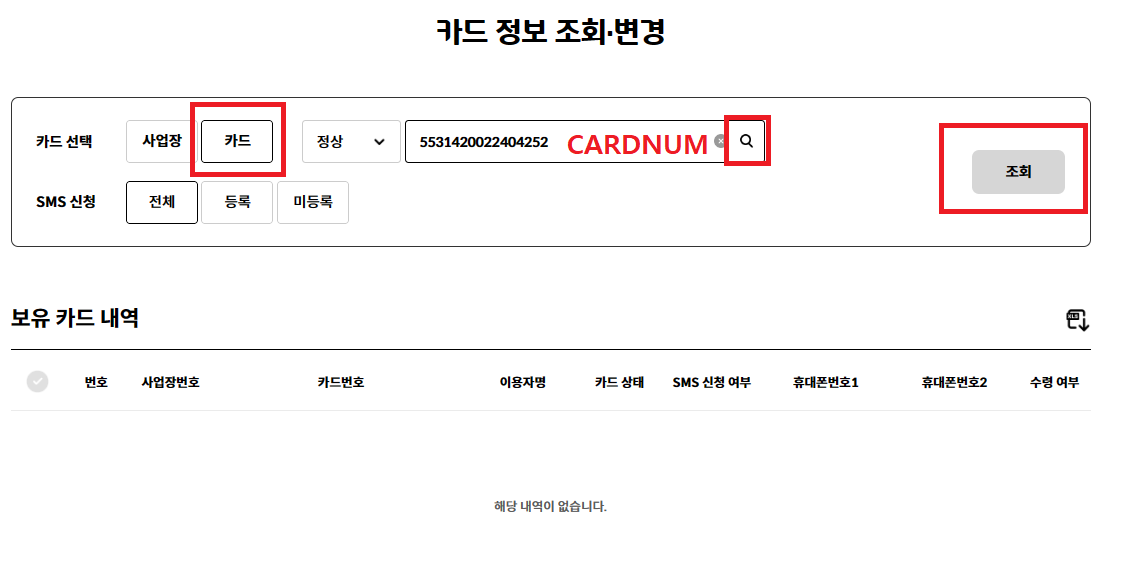 카드 정보 조회·변경
카드 선택 사업장 카드 정상 5531420022404252 CARDNUM 조회
SMS 신청 전체 등록 미등록
보유 카드 내역 XLS
번호 사업장번호 카드번호 이용자명 카드 상태 SMS 신청 여부 휴대폰번호1 휴대폰번호2 수령 여부
해당 내역이 없습니다.